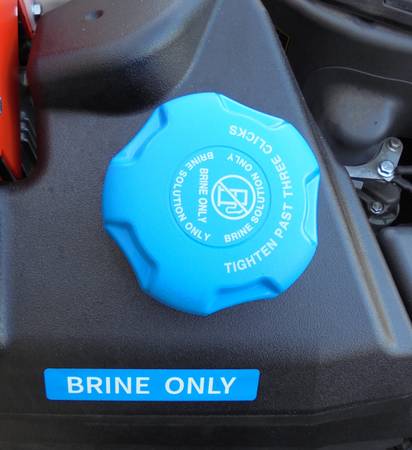 TIGHTEN PAST THREE CLICKS
BRINE SOLUTION ONLY
BRINE SOLUTION ONLY
BRINE ONLY
BRINE ONLY